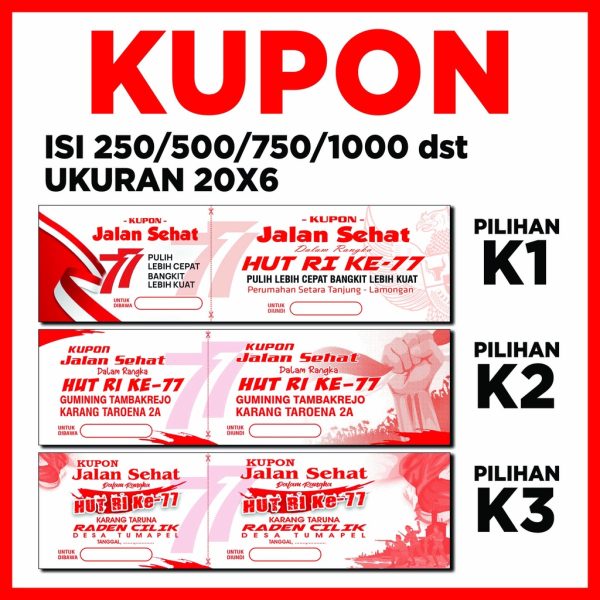 KUPON
ISI 250/500/750/1000 dst
UKURAN 20X6
- KUPON -
Jalan Sehat
77
PULIH
LEBIH CEPAT
BANGKIT
LEBIH KUAT
UNTUK
DIBAWA
77
- KUPON -
Jalan Sehat
Dalam Rangka
HUT RI KE-77
PULIH LEBIH CEPAT BANGKIT LEBIH KUAT
Perumahan Setara Tanjung - Lamongan
UNTUK
DIUNDI
PILIHAN
K1
KUPON
Jalan Sehat
Dalam Rangka
HUT RI KE-77
GUMINING TAMBAKREJO
KARANG TAROENA 2A
UNTUK
DIBAWA
77
KUPON
Jalan Sehat
Dalam Rangka
HUT RI KE-77
GUMINING TAMBAKREJO
KARANG TAROENA 2A
UNTUK
DIUNDI
PILIHAN
K2
KUPON
Jalan Sehat
Dalam Rangka
HUT RI Ke-77
KARANG TARUNA
RADEN CILIK
DESA TUMAPEL
TANGGAL, ....................
UNTUK
DIBAWA
77
KUPON
Jalan Sehat
Dalam Rangka
HUT RI Ke-77
KARANG TARUNA
RADEN CILIK
DESA TUMAPEL
TANGGAL, ....................
UNTUK
DIUNDI
PILIHAN
K3